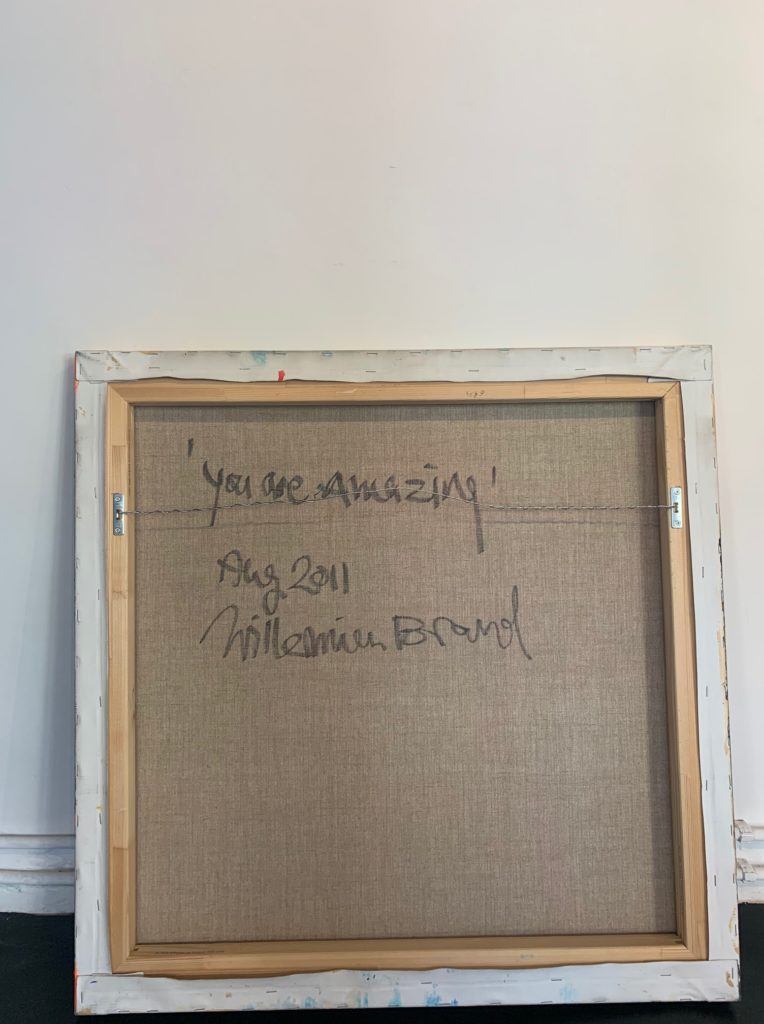 'you are Amazing'
Aug 2011
Willemien Brand